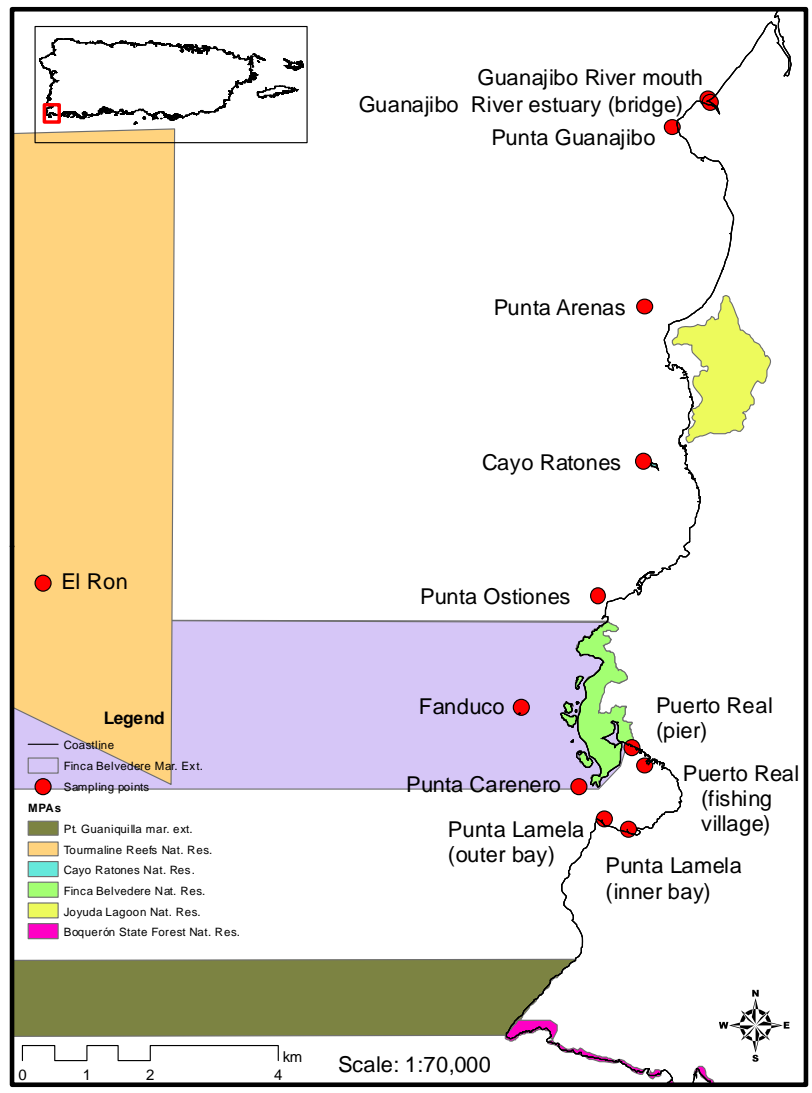 Guanajibo River mouth
Guanajibo River estuary (bridge)
Punta Guanajibo
Punta Arenas
Cayo Ratones
El Ron
Punta Ostiones
Fanduco
Puerto Real
(pier)
Punta Carenero
Puerto Real
(fishing
village)
Punta Lamela
(outer bay)
Punta Lamela
(inner bay)
Legend
Coastline
Finca Belvedere Mar. Ext.
Sampling points
MPAs
Pt. Guaniquilla mar. ext.
Tourmaline Reefs Nat. Res.
Cayo Ratones Nat. Res.
Finca Belvedere Nat. Res.
Joyuda Lagoon Nat. Res.
Boquerón State Forest Nat. Res.
N
W E
S
km
0 1 2 4
Scale: 1:70,000